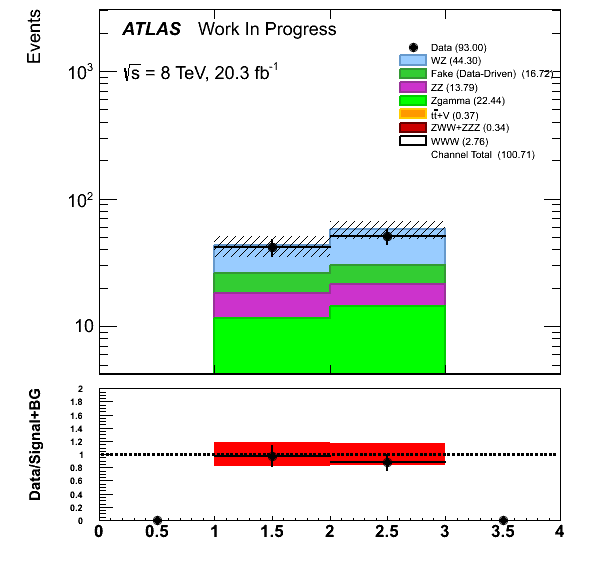 ATLAS Work In Progress
√s = 8 TeV, 20.3 fb⁻¹
Events
10³
10²
10
Data (93.00)
WZ (44.30)
Fake (Data-Driven) (16.72)
ZZ (13.79)
Zgamma (22.44)
tt̄+V (0.37)
ZWW+ZZZ (0.34)
WWW (2.76)
Channel Total (100.71)
Data/Signal+BG
2
1.8
1.6
1.4
1.2
1
0.8
0.6
0.4
0.2
0
0 0.5 1 1.5 2 2.5 3 3.5 4